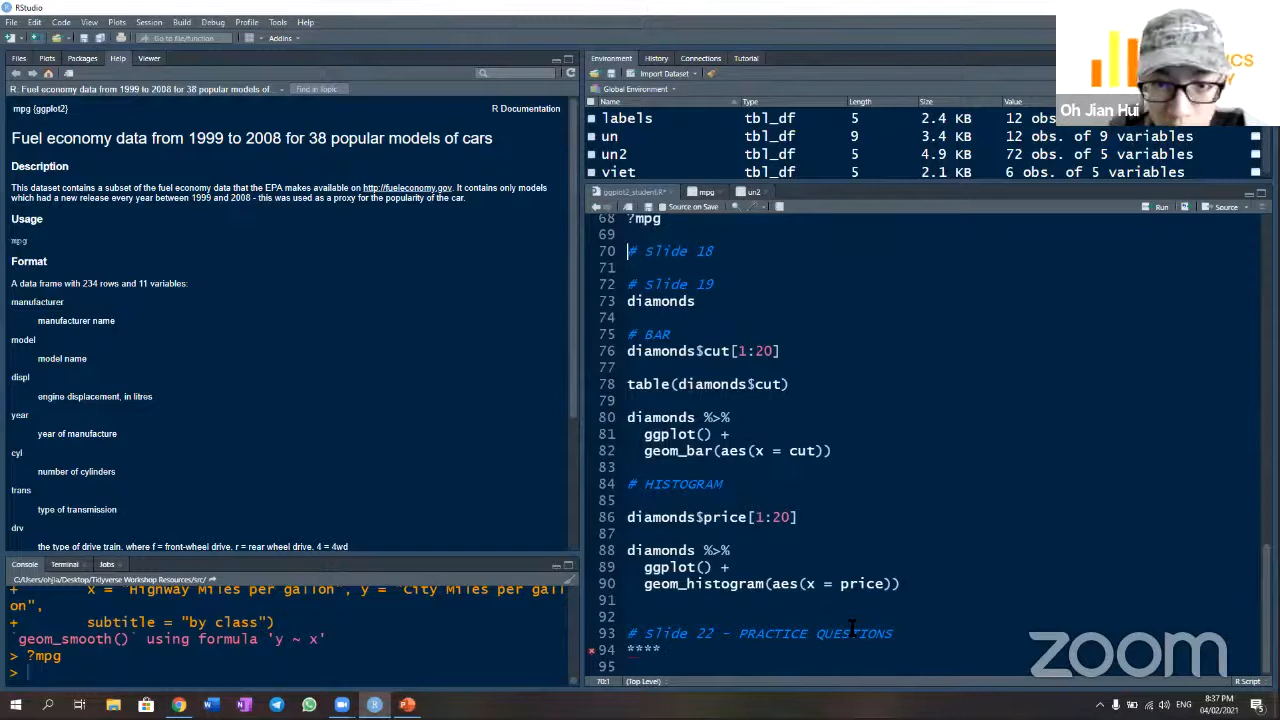 RStudio
File Edit Code View Plots Session Build Debug Profile Tools Help
Go to file/function
Addins
Files Plots Packages Help Viewer
R: Fuel economy data from 1999 to 2008 for 38 popular models of cars
Find in Topic
mpg {ggplot2}
R Documentation
Fuel economy data from 1999 to 2008 for 38 popular models of cars
Description
This dataset contains a subset of the fuel economy data that the EPA makes available on http://fueleconomy.gov. It contains only models
which had a new release every year between 1999 and 2008 - this was used as a proxy for the popularity of the car.
Usage
mpg
Format
A data frame with 234 rows and 11 variables:
manufacturer
manufacturer name
model
model name
displ
engine displacement, in litres
year
year of manufacture
cyl
number of cylinders
trans
type of transmission
drv
the type of drive train, where f = front-wheel drive, r = rear wheel drive, 4 = 4wd
Console Terminal Jobs
C:/Users/ohjia/Desktop/Tidyverse Workshop Resources/src/
+ x = "Highway Miles per gallon", y = "City Miles per gall
on",
+ subtitle = "by class")
`geom_smooth()` using formula 'y ~ x'
> ?mpg
>
Environment History Connections Tutorial
Import Dataset
Global Environment
Name Type Length Size Value
labels tbl_df 5 2.4 KB 12 obs.
un tbl_df 9 3.4 KB 12 obs. of 9 variables
un2 tbl_df 5 4.9 KB 72 obs. of 5 variables
viet tbl_df 5 2.1 KB 6 obs. of 5 variables
Oh Jian Hui
ggplot2_student.R* mpg un2
Source on Save
Run
Source
68 ?mpg
69
70 # slide 18
71
72 # slide 19
73 diamonds
74
75 # BAR
76 diamonds$cut[1:20]
77
78 table(diamonds$cut)
79
80 diamonds %>%
81 ggplot() +
82 geom_bar(aes(x = cut))
83
84 # HISTOGRAM
85
86 diamonds$price[1:20]
87
88 diamonds %>%
89 ggplot() +
90 geom_histogram(aes(x = price))
91
92
93 # slide 22 - PRACTICE QUESTIONS
94 ****
95
70:1 (Top Level)
R Script
zoom
ENG
8:37 PM
04/02/2021